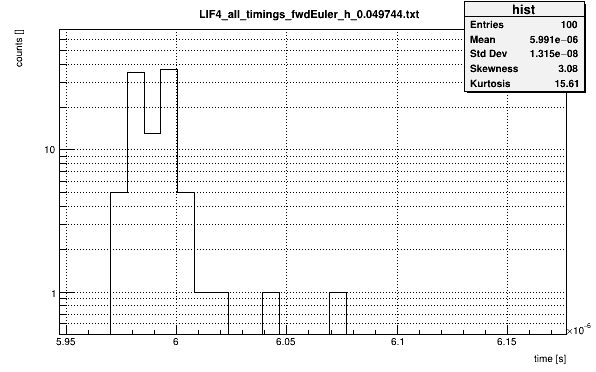 LIF4_all_timings_fwdEuler_h_0.049744.txt
hist
Entries 100
Mean 5.991e−06
Std Dev 1.315e−08
Skewness 3.08
Kurtosis 15.61
counts []
10
1
5.95 6 6.05 6.1 6.15
×10−6
time [s]